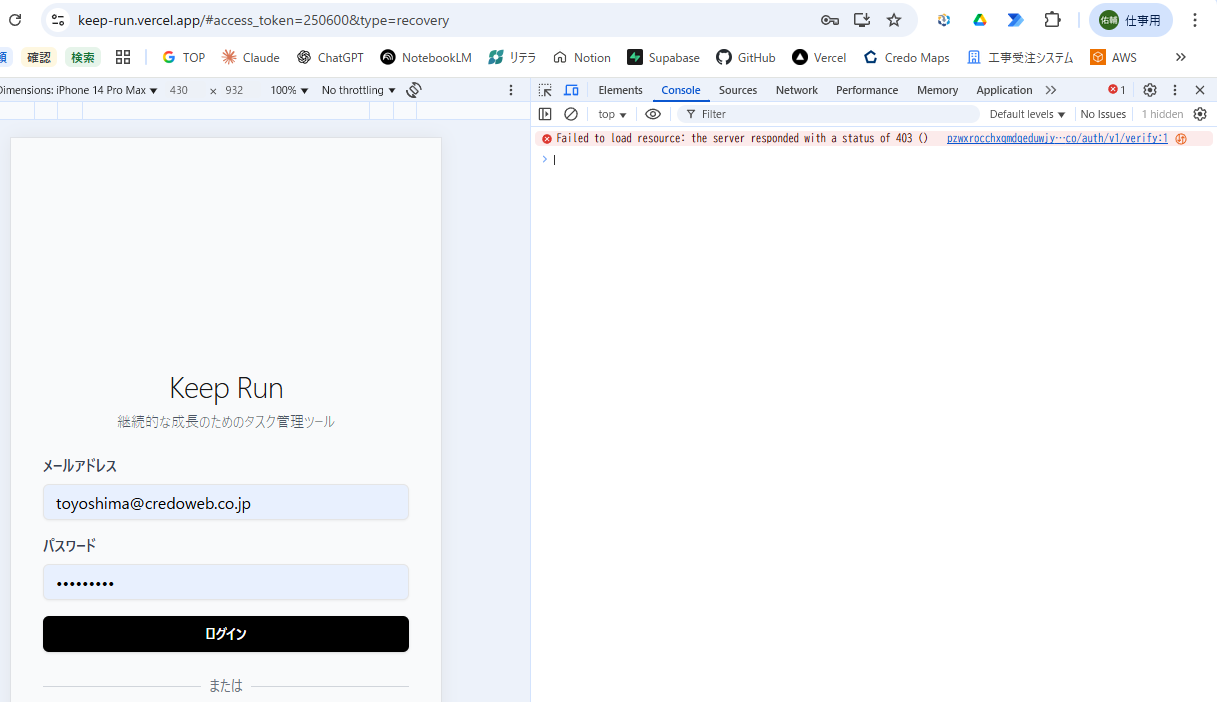 keep-run.vercel.app/#access_token=250600&type=recovery
佑輔 仕事用
確認 検索 TOP Claude ChatGPT NotebookLM リテラ Notion Supabase GitHub Vercel Credo Maps 工事受注システム AWS
Dimensions: iPhone 14 Pro Max 430 × 932 100% No throttling
Elements Console Sources Network Performance Memory Application 1
top Filter Default levels No Issues 1 hidden
Failed to load resource: the server responded with a status of 403 () pzwxrocchxqmdqeduwjy…co/auth/v1/verify:1
Keep Run
継続的な成長のためのタスク管理ツール
メールアドレス
toyoshima@credoweb.co.jp
パスワード
•••••••••
ログイン
または